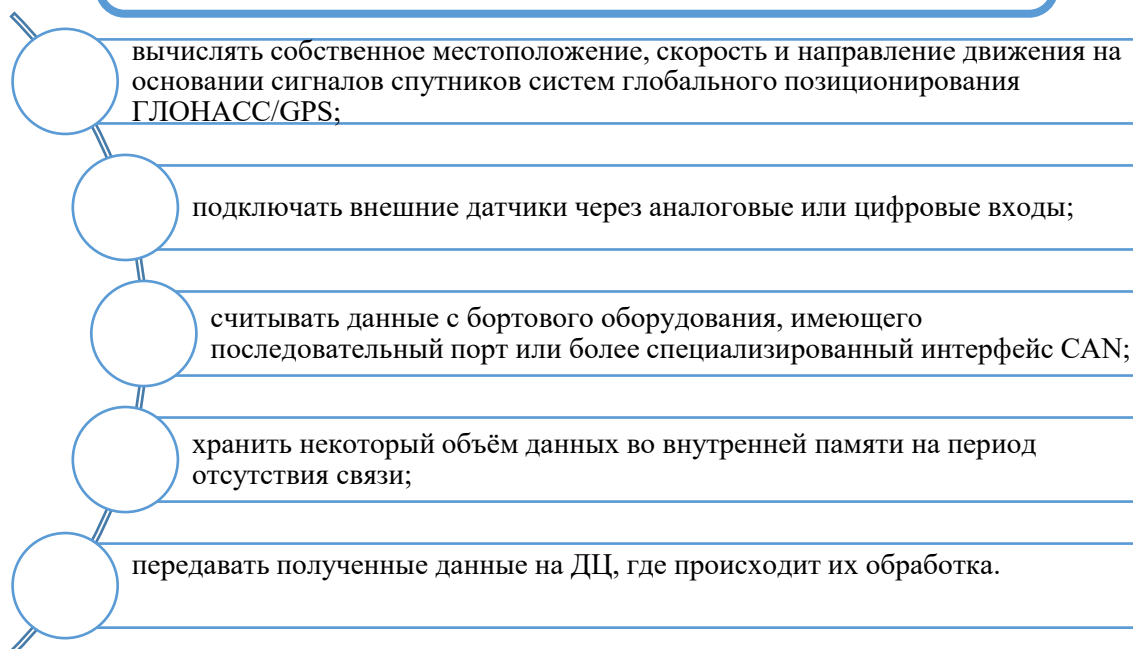 вычислять собственное местоположение, скорость и направление движения на
основании сигналов спутников систем глобального позиционирования
ГЛОНАСС/GPS;
подключать внешние датчики через аналоговые или цифровые входы;
считывать данные с бортового оборудования, имеющего
последовательный порт или более специализированный интерфейс CAN;
хранить некоторый объём данных во внутренней памяти на период
отсутствия связи;
передавать полученные данные на ДЦ, где происходит их обработка.